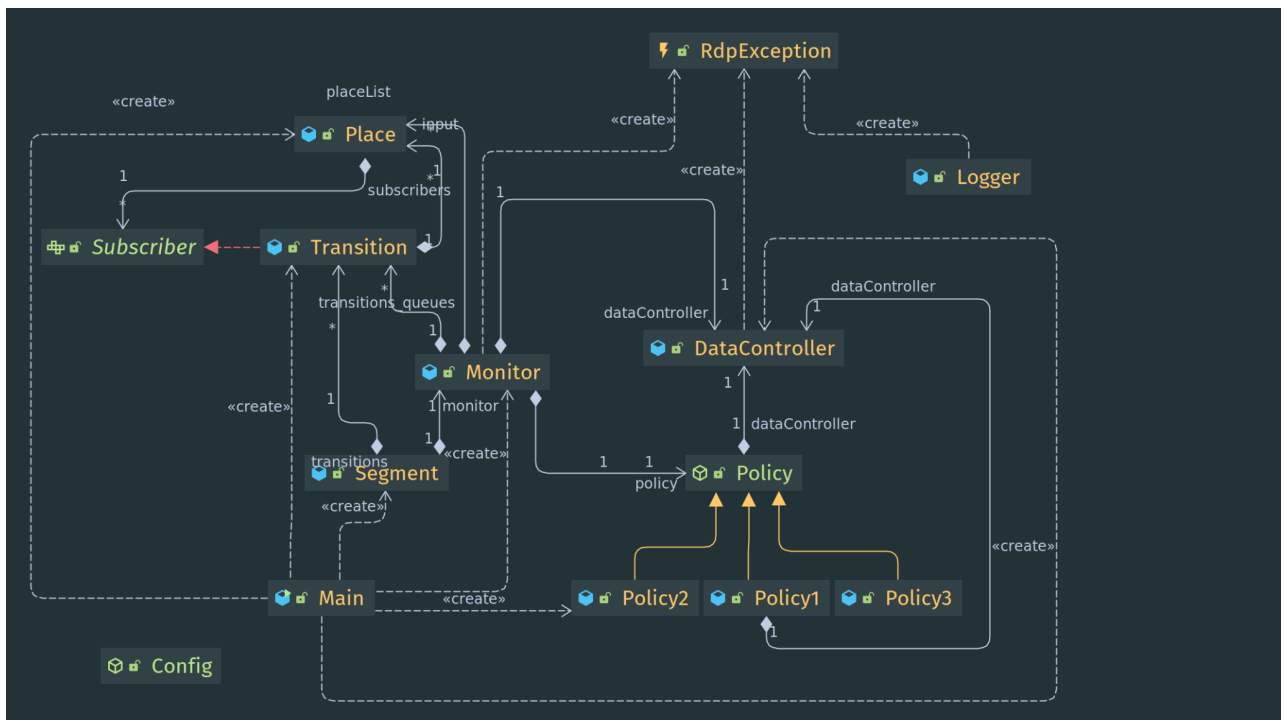 RdpException
placeList
«create»
«create»
«create»
input
*
Place
1
*
«create»
Logger
1
*
subscribers
1
Subscriber
Transition
1
1
*
transitions_queues
dataController
dataController
1
*
1
DataController
Monitor
1
1
«create»
1
monitor
1
dataController
1
«create»
transitions
Segment
1
1
policy
Policy
«create»
«create»
Main
«create»
Policy2
Policy1
Policy3
1
Config